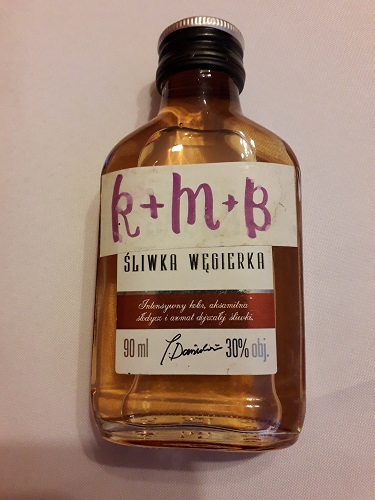 K+M+B
ŚLIWKA WĘGIERKA
Intensywny kolor, aksamitna
słodycz i aromat dojrzałej śliwki.
90 ml 30% obj.